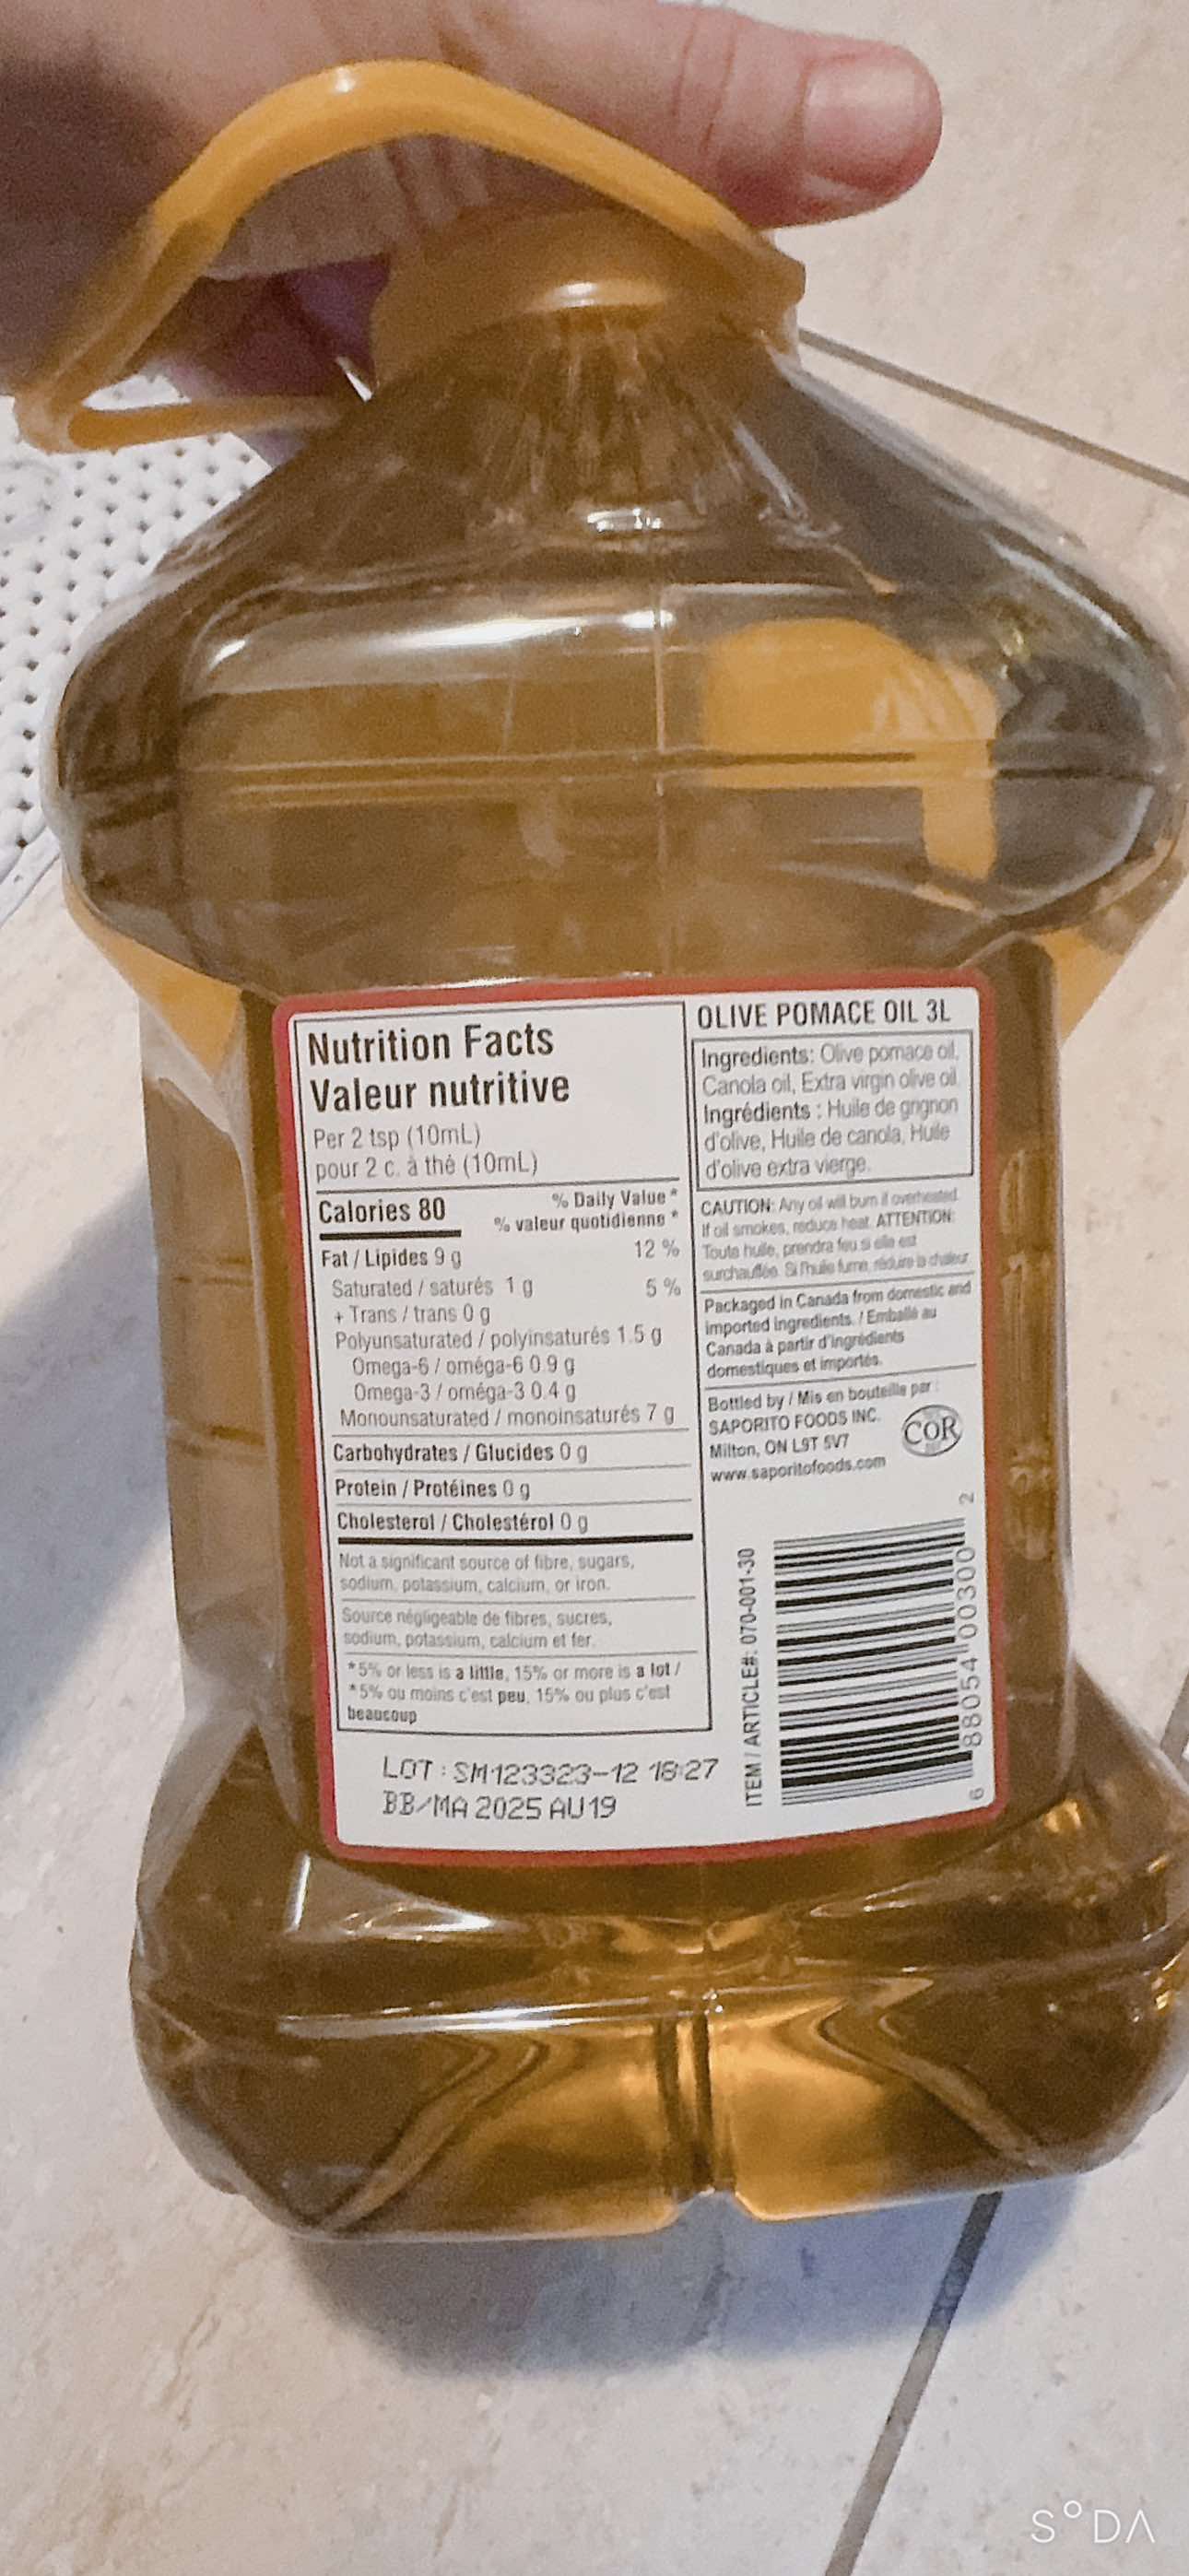 Nutrition Facts
Valeur nutritive
Per 2 tsp (10mL)
pour 2 c. à thé (10mL)
Calories 80
% Daily Value *
% valeur quotidienne *
Fat / Lipides 9 g 12 %
Saturated / saturés 1 g 5 %
+ Trans / trans 0 g
Polyunsaturated / polyinsaturés 1.5 g
Omega-6 / oméga-6 0.9 g
Omega-3 / oméga-3 0.4 g
Monounsaturated / monoinsaturés 7 g
Carbohydrates / Glucides 0 g
Protein / Protéines 0 g
Cholesterol / Cholestérol 0 g
Not a significant source of fibre, sugars,
sodium, potassium, calcium, or iron.
Source négligeable de fibres, sucres,
sodium, potassium, calcium et fer.
*5% or less is a little, 15% or more is a lot /
*5% ou moins c'est peu, 15% ou plus c'est
beaucoup
LOT : SM123323-12 18:27
BB/MA 2025 AU19
OLIVE POMACE OIL 3L
Ingredients: Olive pomace oil,
Canola oil, Extra virgin olive oil.
Ingrédients : Huile de grignon
d'olive, Huile de canola, Huile
d'olive extra vierge.
CAUTION: Any oil will burn if overheated.
If oil smokes, reduce heat. ATTENTION:
Toute huile, prendra feu si elle est
surchauffée. Si l'huile fume, réduire la chaleur.
Packaged in Canada from domestic and
imported ingredients. / Emballé au
Canada à partir d'ingrédients
domestiques et importés.
Bottled by / Mis en bouteille par :
SAPORITO FOODS INC.
Milton, ON L9T 5V7
www.saporitofoods.com
COR
ITEM / ARTICLE#: 070-001-30
6 88054 00300 2
S°DA